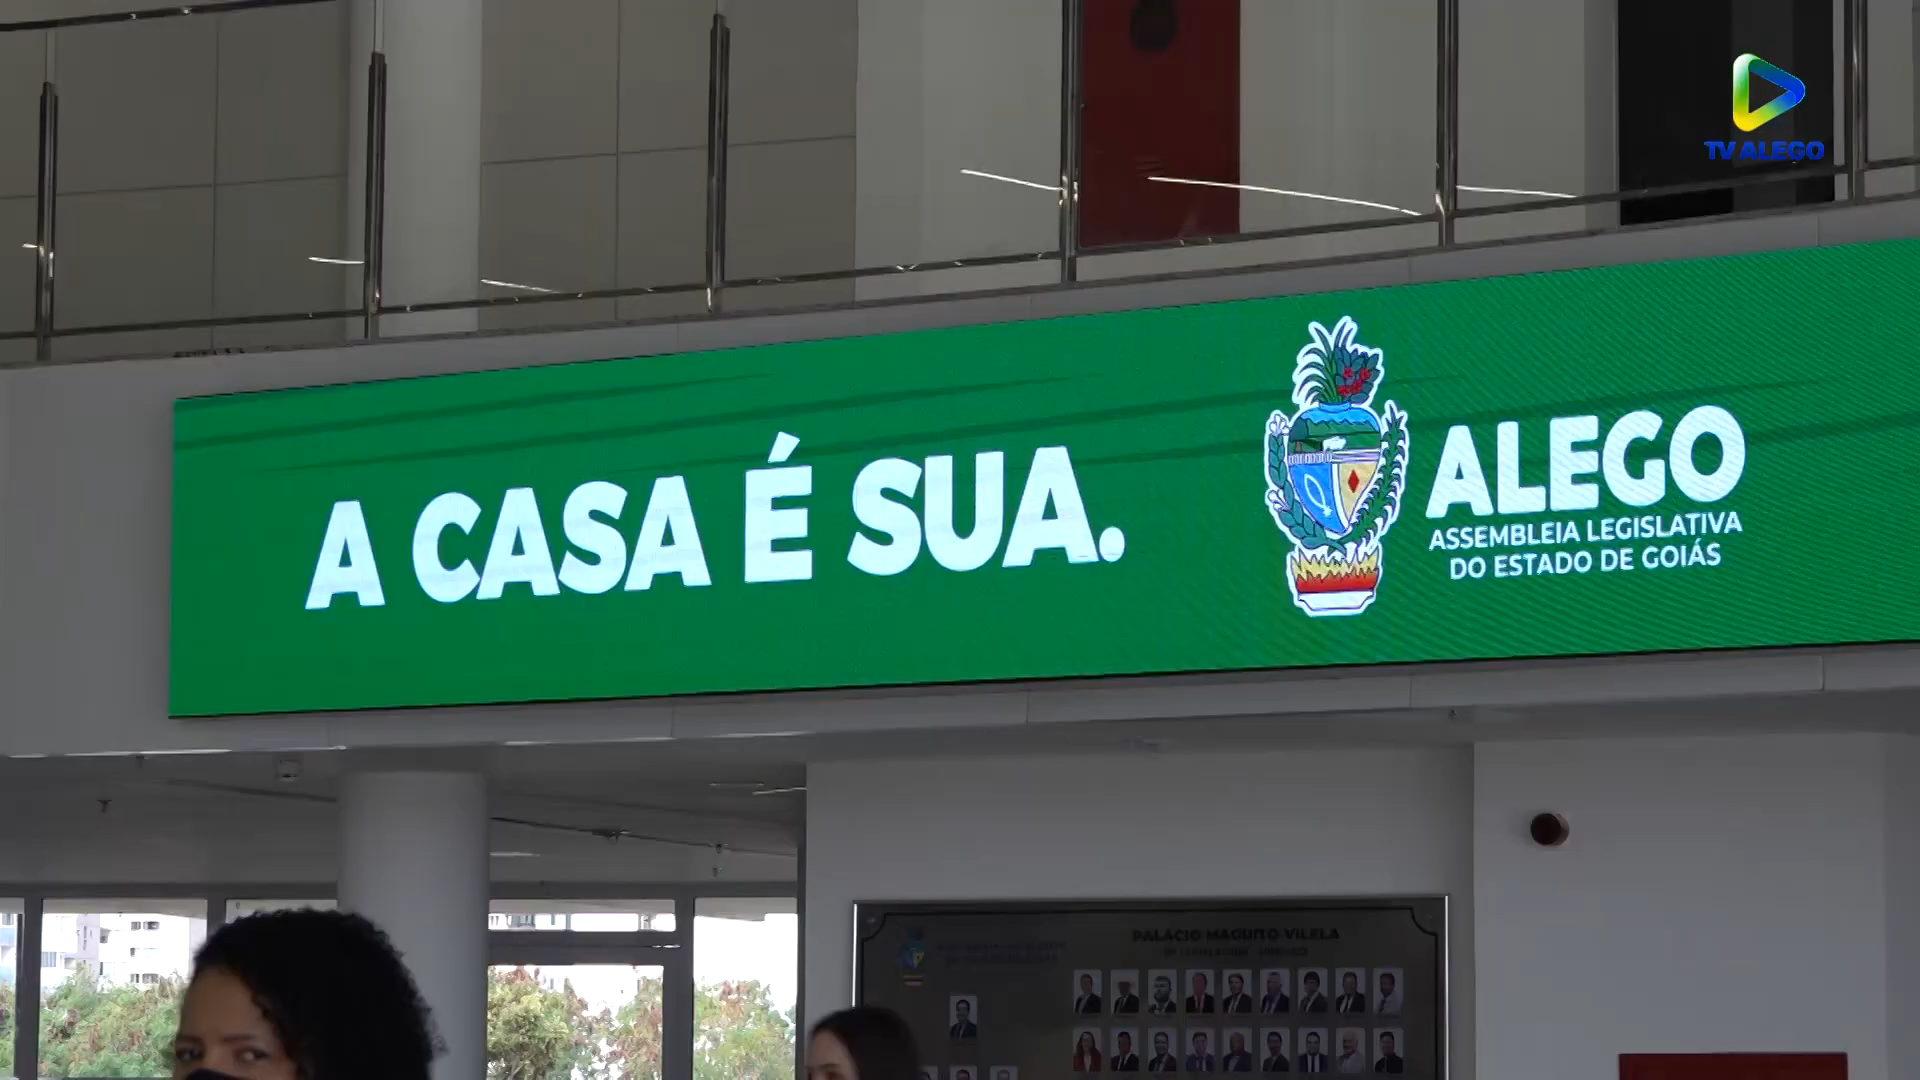 TV ALEGO
A CASA É SUA.
ALEGO
ASSEMBLEIA LEGISLATIVA
DO ESTADO DE GOIÁS
PALÁCIO MAGUITO VILELA